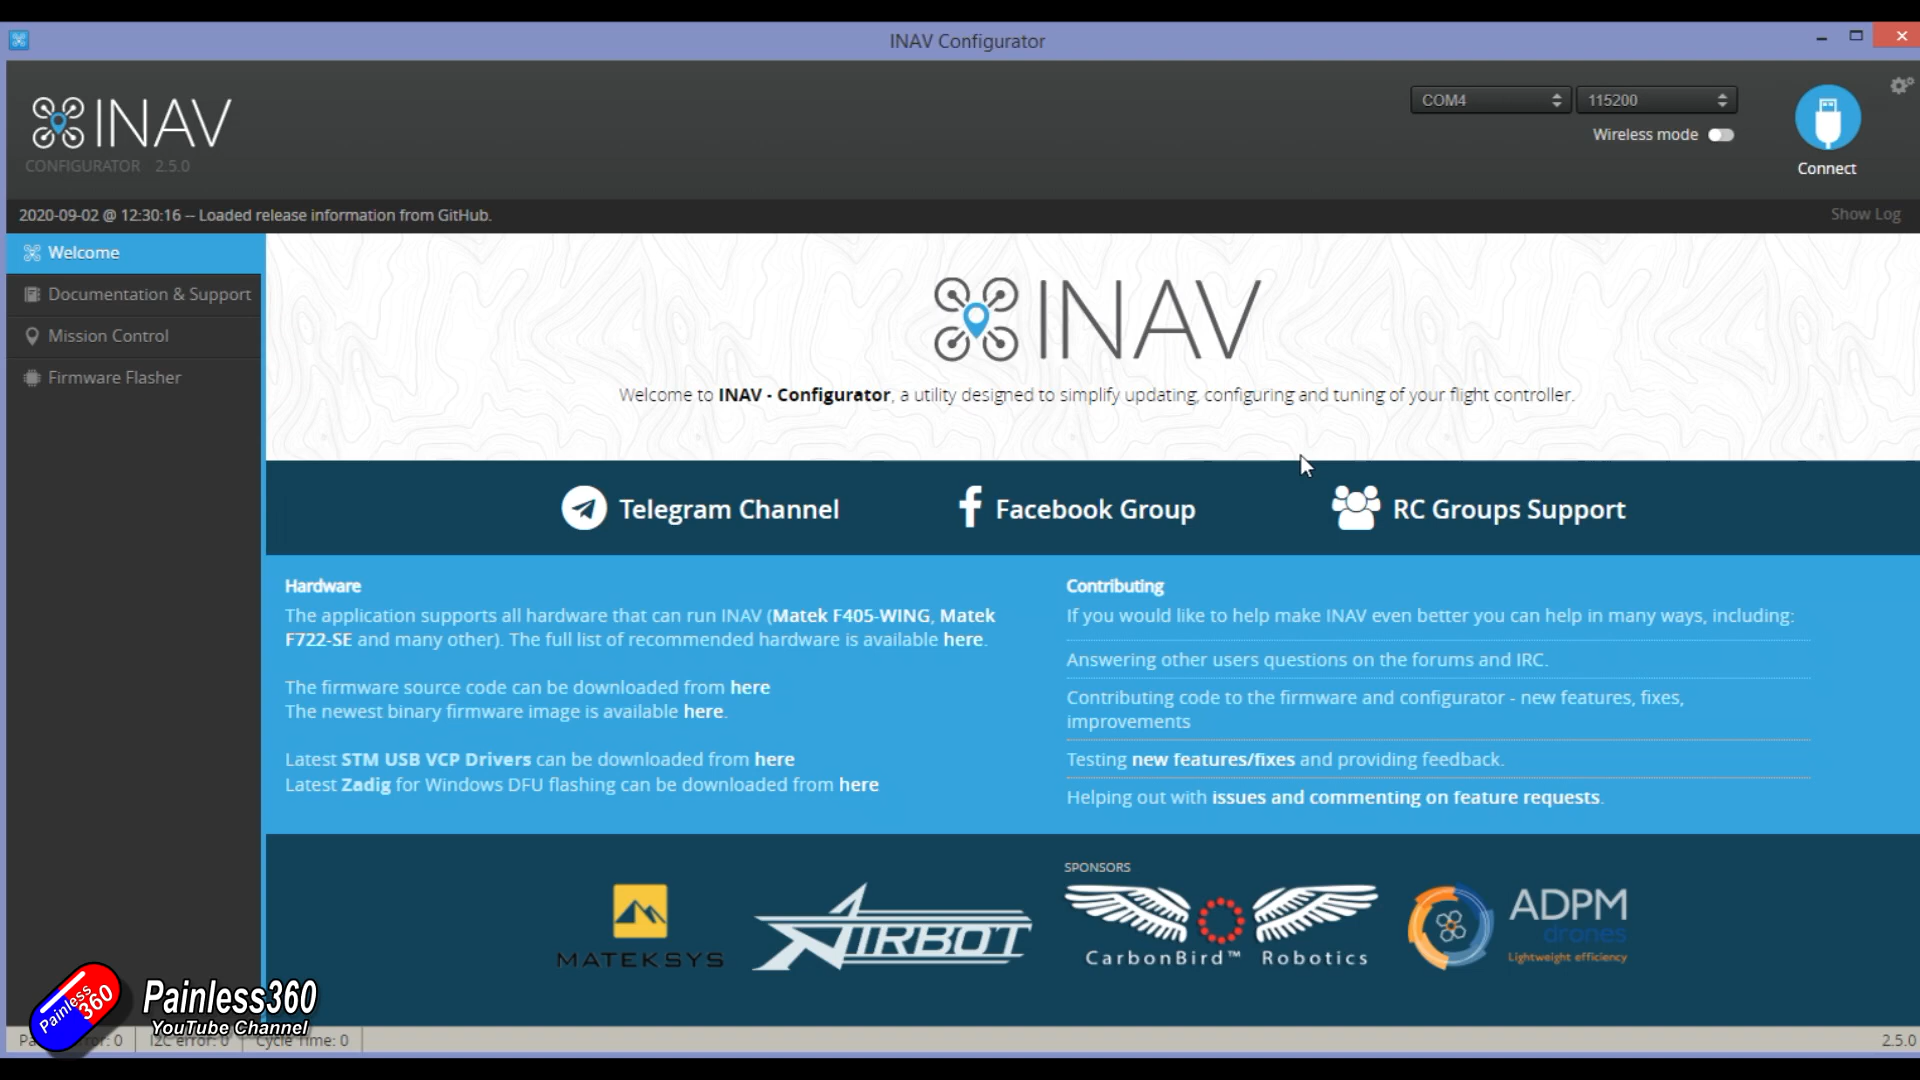 INAV Configurator
INAV
CONFIGURATOR 2.5.0
COM4
115200
Wireless mode
Connect
2020-09-02 @ 12:30:16 -- Loaded release information from GitHub.
Show Log
Welcome
Documentation & Support
Mission Control
Firmware Flasher
INAV
Welcome to INAV - Configurator, a utility designed to simplify updating, configuring and tuning of your flight controller.
Telegram Channel
Facebook Group
RC Groups Support
Hardware
The application supports all hardware that can run INAV (Matek F405-WING, Matek
F722-SE and many other). The full list of recommended hardware is available here.
The firmware source code can be downloaded from here
The newest binary firmware image is available here.
Latest STM USB VCP Drivers can be downloaded from here
Latest Zadig for Windows DFU flashing can be downloaded from here
Contributing
If you would like to help make INAV even better you can help in many ways, including:
Answering other users questions on the forums and IRC.
Contributing code to the firmware and configurator - new features, fixes,
improvements
Testing new features/fixes and providing feedback.
Helping out with issues and commenting on feature requests.
SPONSORS
MATEKSYS
AIRBOT
CarbonBird™ Robotics
ADPM
drones
Lightweight efficiency
Painless
360
Painless360
YouTube Channel
0
I2C error: 0
Cycle Time: 0
2.5.0